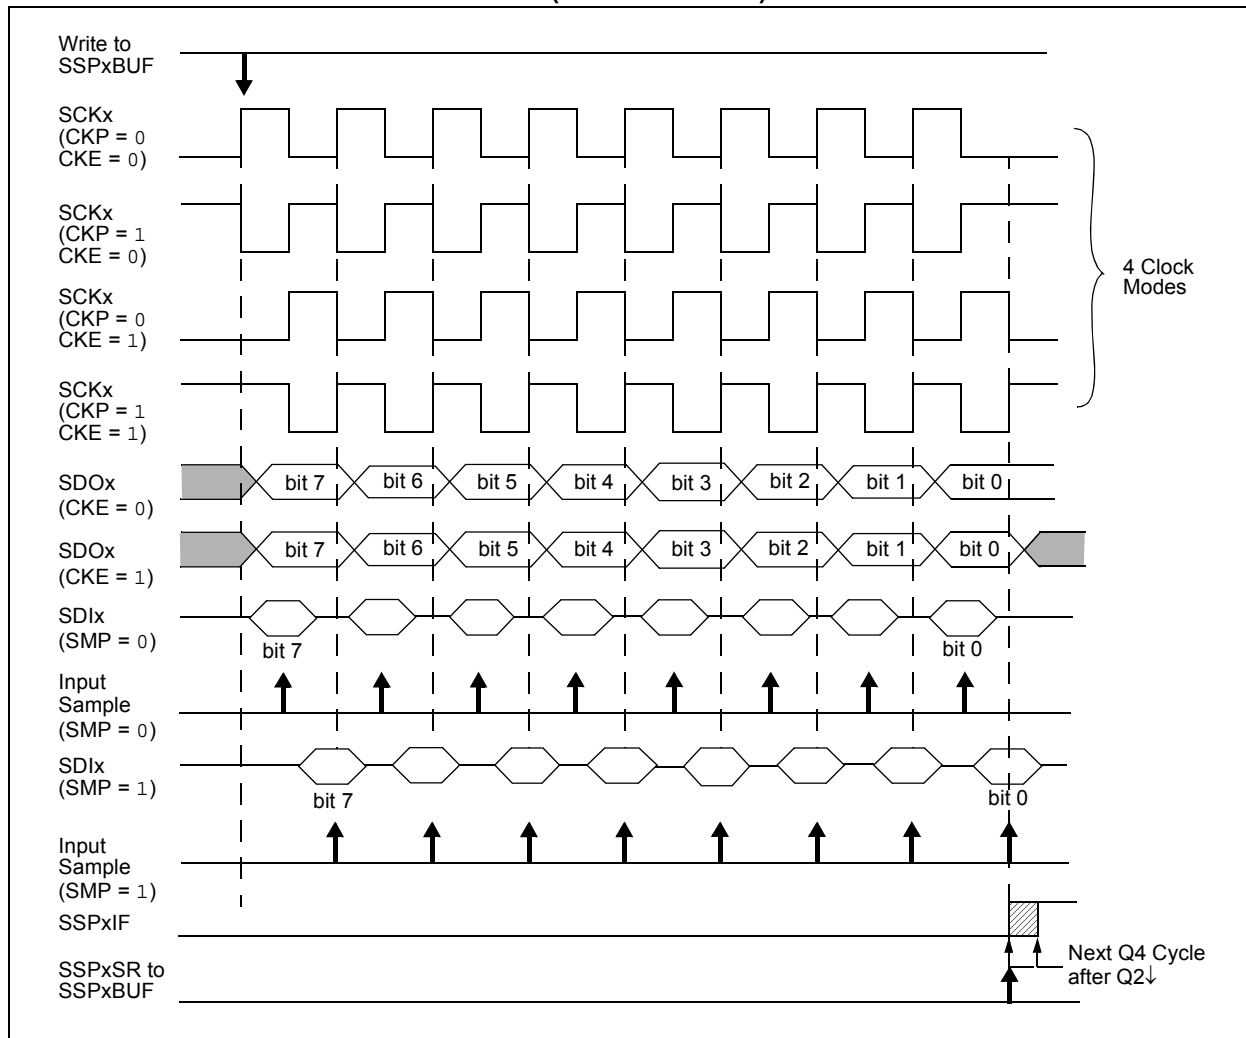 Write to
SSPxBUF
SCKx
(CKP = 0
CKE = 0)
SCKx
(CKP = 1
CKE = 0)
SCKx
(CKP = 0
CKE = 1)
SCKx
(CKP = 1
CKE = 1)
4 Clock
Modes
SDOx
(CKE = 0)
bit 7 bit 6 bit 5 bit 4 bit 3 bit 2 bit 1 bit 0
SDOx
(CKE = 1)
bit 7 bit 6 bit 5 bit 4 bit 3 bit 2 bit 1 bit 0
SDIx
(SMP = 0)
bit 7 bit 0
Input
Sample
(SMP = 0)
SDIx
(SMP = 1)
bit 7 bit 0
Input
Sample
(SMP = 1)
SSPxIF
SSPxSR to
SSPxBUF
Next Q4 Cycle
after Q2↓